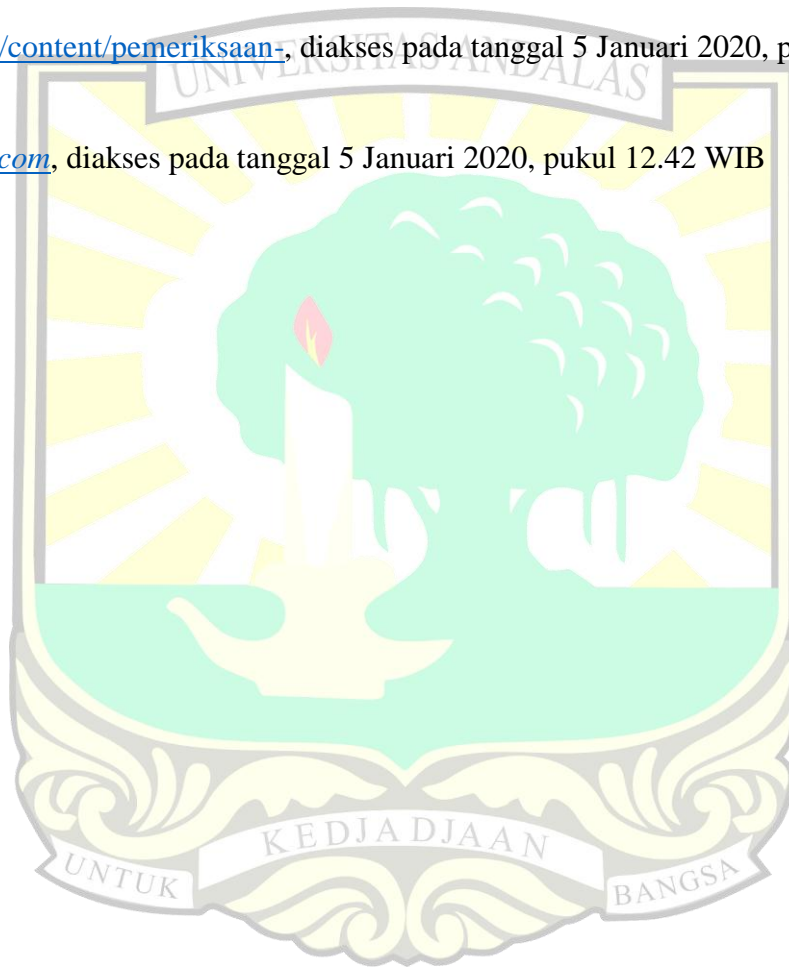 /content/pemeriksaan-, diakses pada tanggal 5 Januari 2020, p
UNIVERSITAS ANDALAS
com, diakses pada tanggal 5 Januari 2020, pukul 12.42 WIB
UNTUK KEDJADJAAN BANGSA